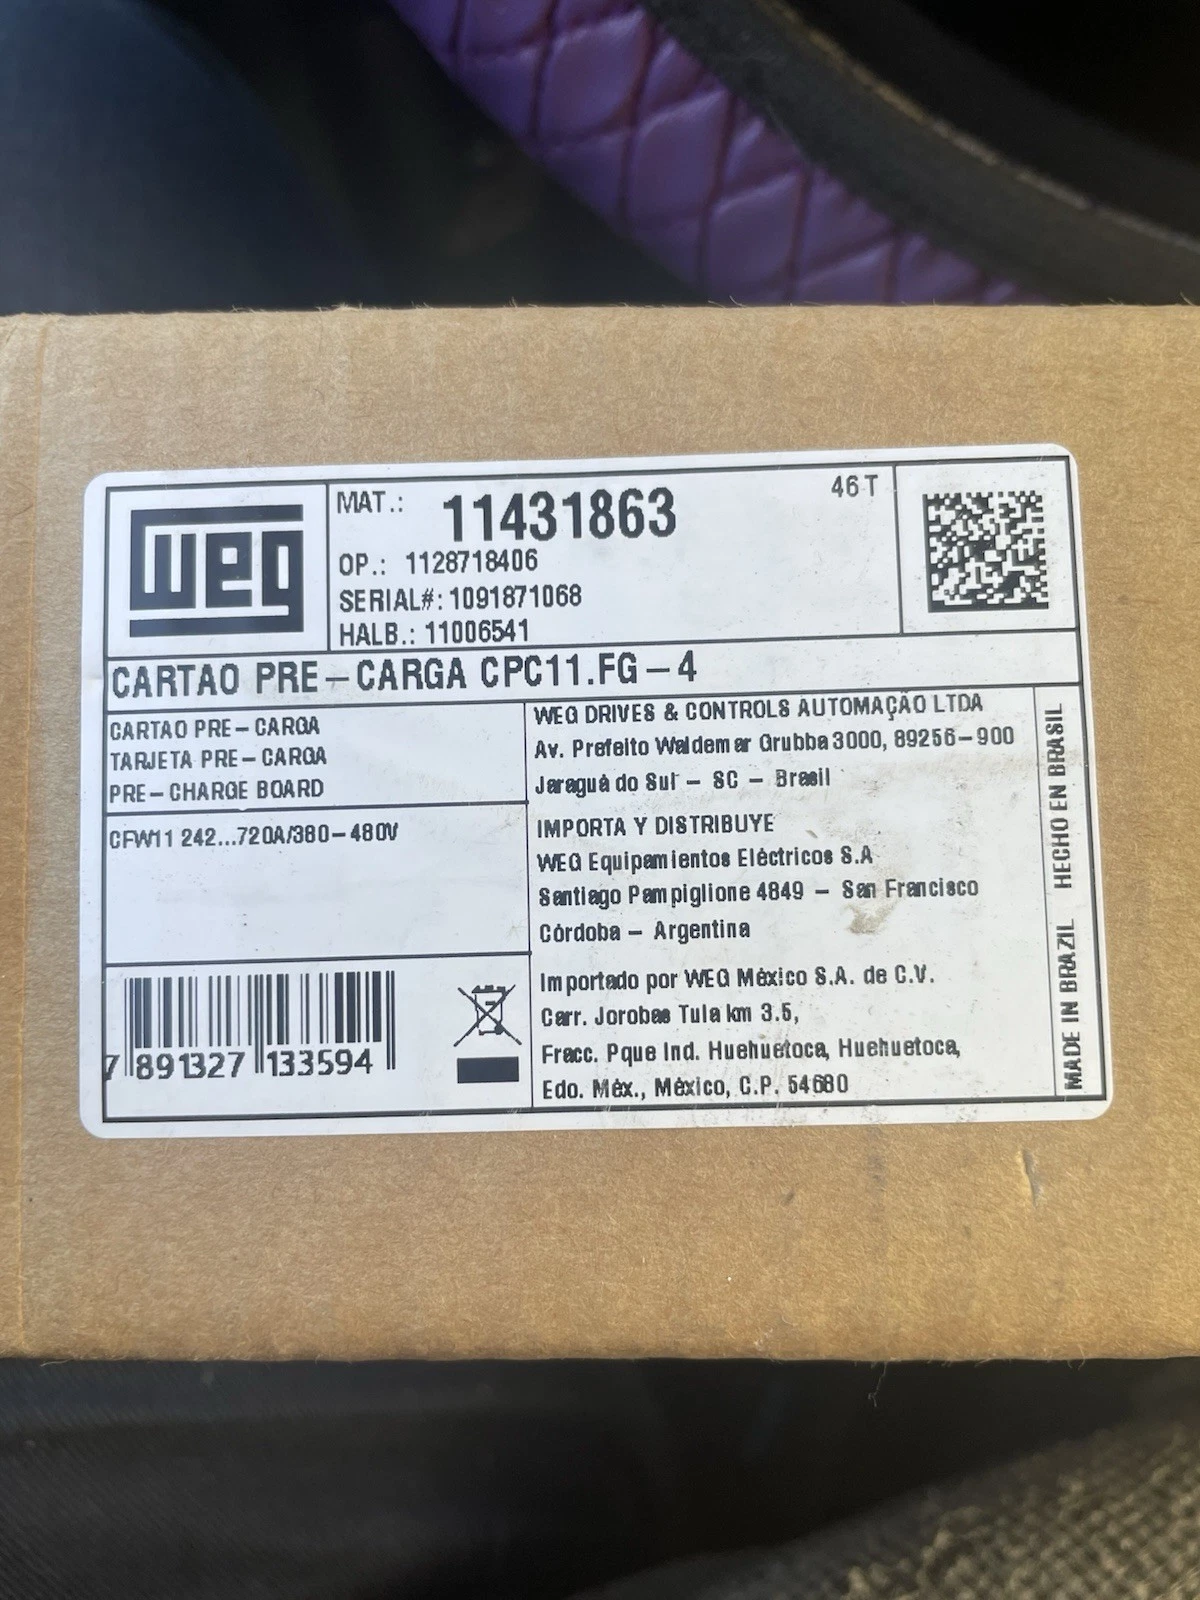 weg
MAT.: 11431863
46T
OP.: 1128718406
SERIAL#: 1091871068
HALB.: 11006541
CARTAO PRE-CARGA CPC11.FG-4
CARTAO PRE-CARGA
TARJETA PRE-CARGA
PRE-CHARGE BOARD
CFW11 242...720A/380-480V
7 891327 133594
WEG DRIVES & CONTROLS AUTOMAÇÃO LTDA
Av. Prefeito Waldemar Grubba 3000, 89256-900
Jaraguá do Sul - SC - Brasil
IMPORTA Y DISTRIBUYE
WEG Equipamientos Eléctricos S.A
Santiago Pampiglione 4849 - San Francisco
Córdoba - Argentina
Importado por WEG México S.A. de C.V.
Carr. Jorobas Tula km 3.5,
Fracc. Pque Ind. Huehuetoca, Huehuetoca,
Edo. Méx., México, C.P. 54680
MADE IN BRAZIL HECHO EN BRASIL